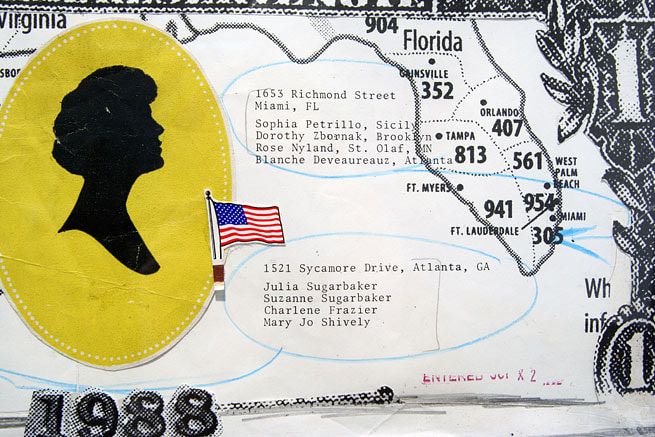 Virginia
904
Florida
GAINSVILLE
352
ORLANDO
407
TAMPA
813
561
WEST
PALM
BEACH
FT. MYERS
954
941
MIAMI
FT. LAUDERDALE
305
1653 Richmond Street
Miami, FL
Sophia Petrillo, Sicily
Dorothy Zbornak, Brooklyn
Rose Nyland, St. Olaf, MN
Blanche Deveaureauz, Atlanta
1521 Sycamore Drive, Atlanta, GA
Julia Sugarbaker
Suzanne Sugarbaker
Charlene Frazier
Mary Jo Shively
Wh
inf
ENTERED
1988
1
1